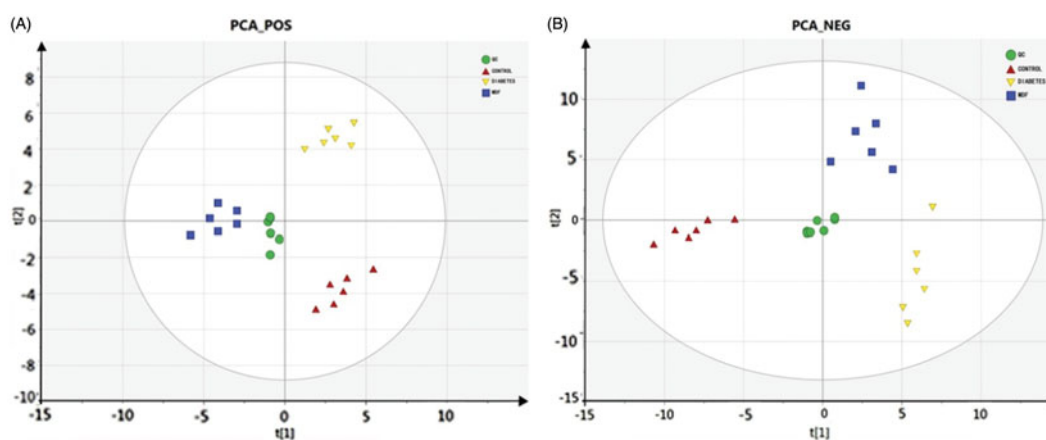 (A)
PCA_POS
QC
CONTROL
DIABETES
MDF
8
6
4
2
0
-2
-4
-6
-8
-10
t[2]
-15
-10
-5
0
5
10
t[1]
(B)
PCA_NEG
QC
CONTROL
DIABETES
MDF
10
5
0
-5
-10
-15
t[2]
-15
-10
-5
0
5
10
t[1]